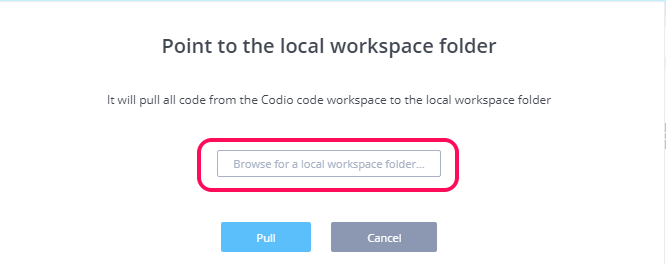 Point to the local workspace folder
It will pull all code from the Codio code workspace to the local workspace folder
Browse for a local workspace folder...
Pull
Cancel